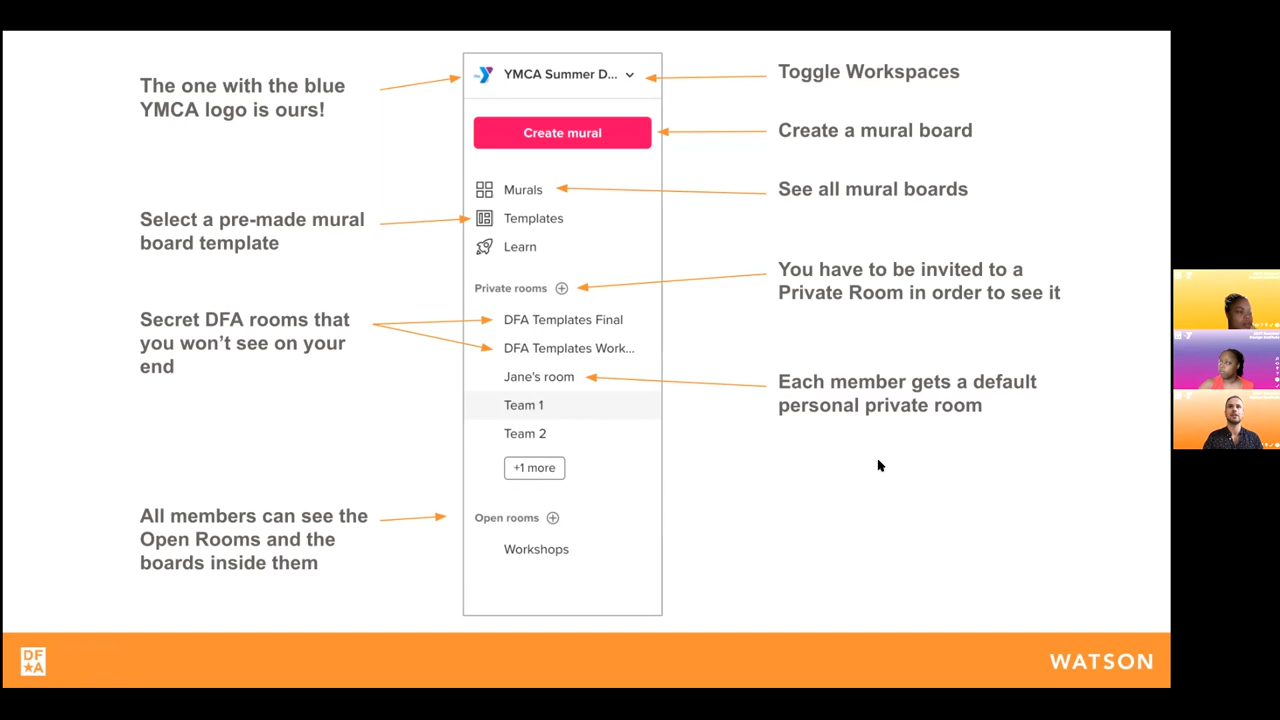 The one with the blue
YMCA logo is ours!
Select a pre-made mural
board template
Secret DFA rooms that
you won't see on your
end
All members can see the
Open Rooms and the
boards inside them
YMCA Summer D...
Create mural
Murals
Templates
Learn
Private rooms
DFA Templates Final
DFA Templates Work...
Jane's room
Team 1
Team 2
+1 more
Open rooms
Workshops
Toggle Workspaces
Create a mural board
See all mural boards
You have to be invited to a
Private Room in order to see it
Each member gets a default
personal private room
DF
A
WATSON